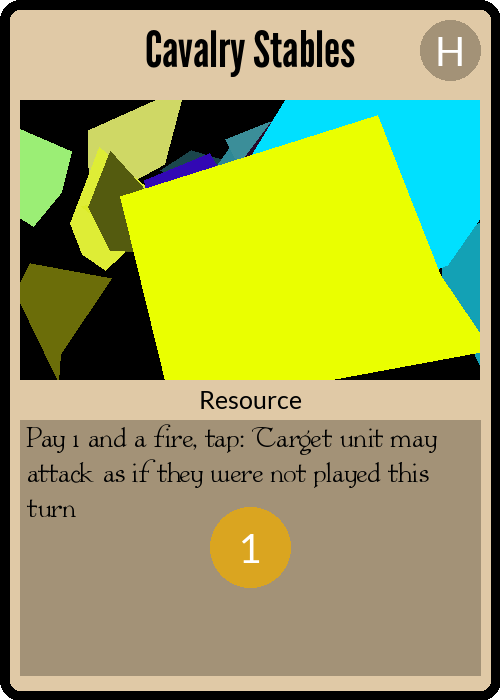 Cavalry Stables
H
Resource
Pay 1 and a fire, tap: Target unit may
attack as if they were not played this
turn
1